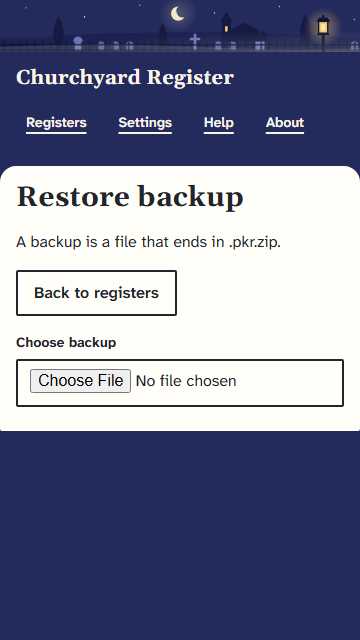 Churchyard Register
Registers Settings Help About
Restore backup
A backup is a file that ends in .pkr.zip.
Back to registers
Choose backup
Choose File No file chosen